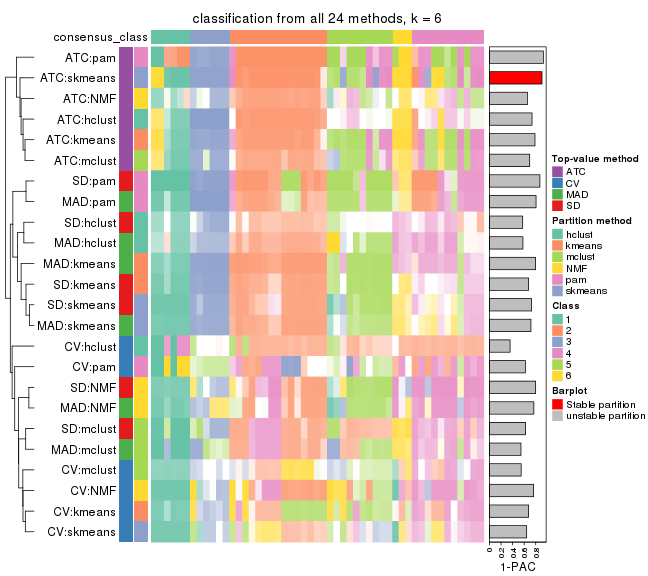 classification from all 24 methods, k = 6
consensus_class
ATC:pam
ATC:skmeans
ATC:NMF
ATC:hclust
ATC:kmeans
ATC:mclust
SD:pam
MAD:pam
SD:hclust
MAD:hclust
MAD:kmeans
SD:kmeans
SD:skmeans
MAD:skmeans
CV:hclust
CV:pam
SD:NMF
MAD:NMF
SD:mclust
MAD:mclust
CV:mclust
CV:NMF
CV:kmeans
CV:skmeans
0 0.2 0.4 0.6 0.8
1-PAC
Top-value method
ATC
CV
MAD
SD
Partition method
hclust
kmeans
mclust
NMF
pam
skmeans
Class
1
2
3
4
5
6
Barplot
Stable partition
unstable partition